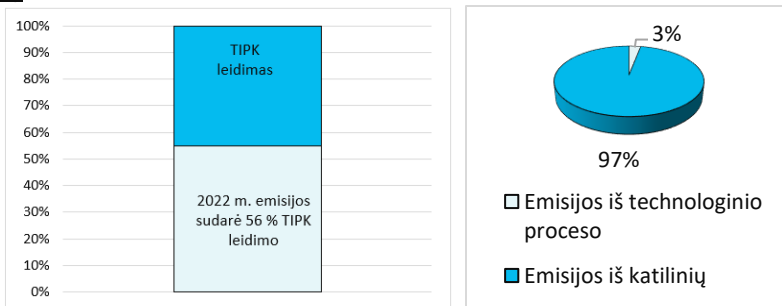 100%
90%
80%
70%
60%
50%
40%
30%
20%
10%
0%
TIPK
leidimas
2022 m. emisijos
sudarė 56 % TIPK
leidimo
3%
97%
Emisijos iš technologinio
proceso
Emisijos iš katilinių